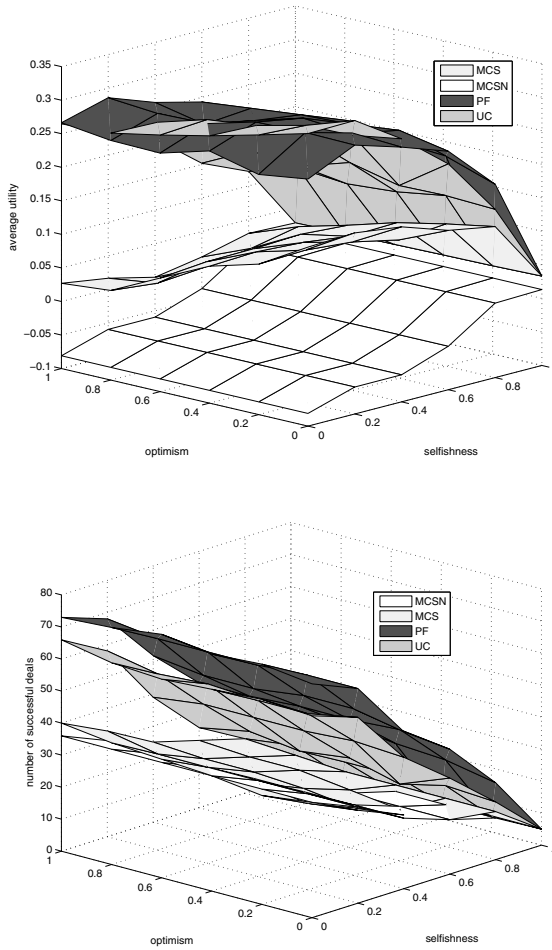 0.35
0.3
0.25
0.2
0.15
0.1
0.05
0
−0.05
−0.1
average utility
MCS
MCSN
PF
UC
1
0.8
0.6
0.4
0.2
0
optimism
0
0.2
0.4
0.6
0.8
selfishness
80
70
60
50
40
30
20
10
0
number of successful deals
MCSN
MCS
PF
UC
1
0.8
0.6
0.4
0.2
0
optimism
0
0.2
0.4
0.6
0.8
selfishness